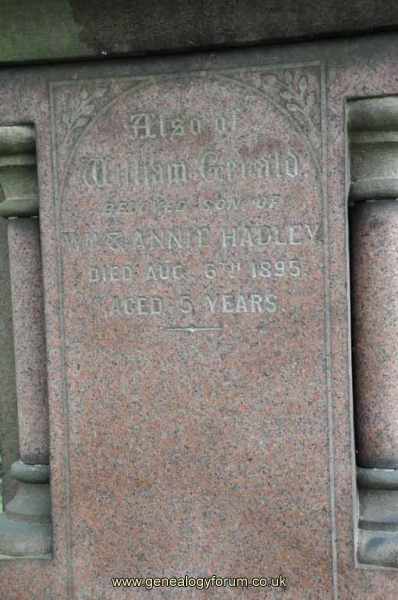 Also of
William Gerald,
BELOVED SON OF
WM & ANNIE HADLEY
DIED AUG 6TH 1895
AGED 5 YEARS.
www.genealogyforum.co.uk